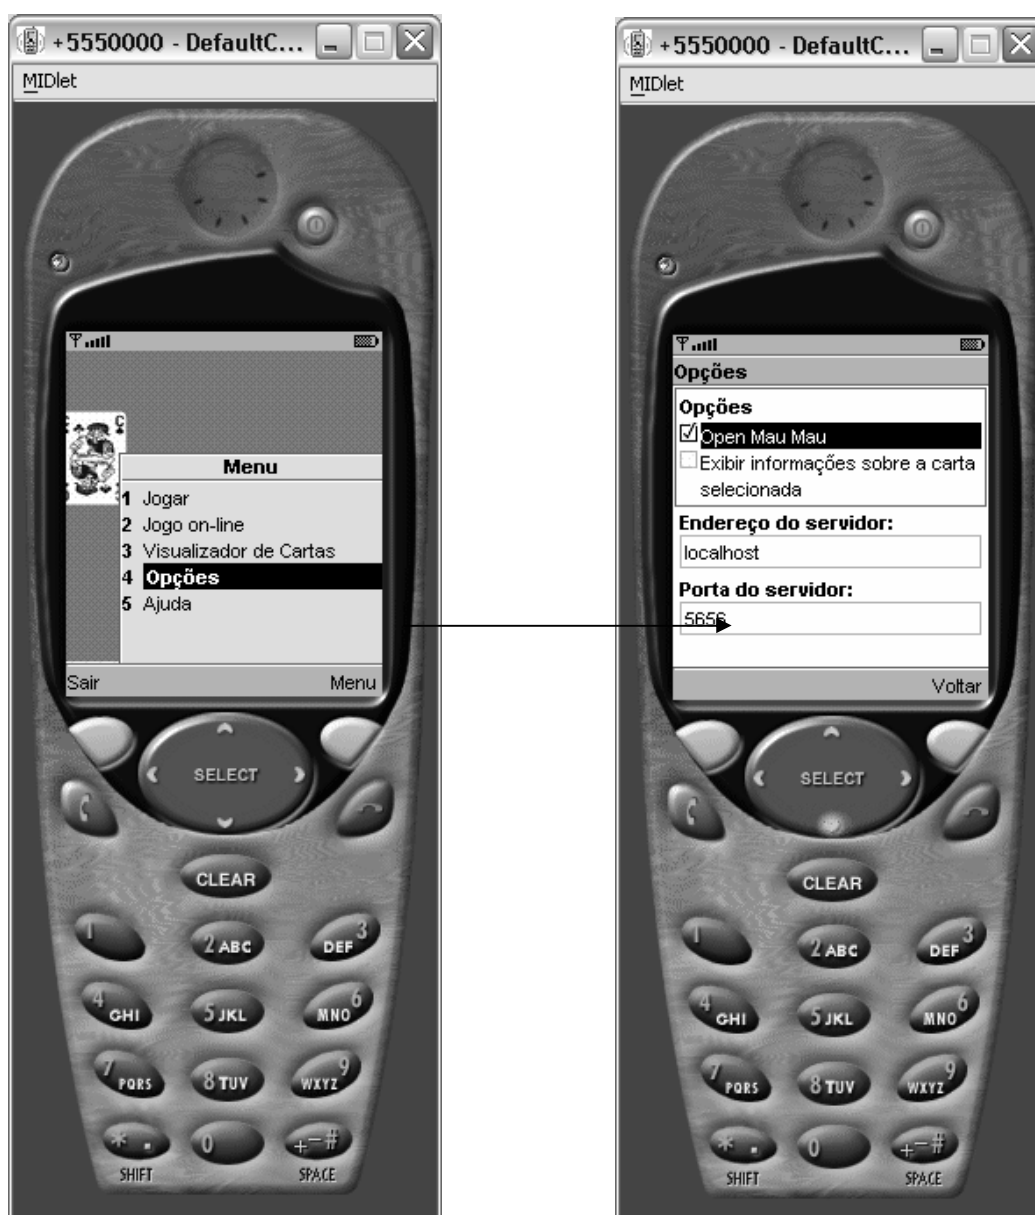 +5550000 - DefaultC...
MIDlet
Menu
1 Jogar
2 Jogo on-line
3 Visualizador de Cartas
4 Opções
5 Ajuda
Sair Menu
SELECT
CLEAR
1 2 ABC DEF 3
4 GHI 5 JKL MNO 6
7 PQRS 8 TUV WXYZ 9
* . 0 +-#
SHIFT SPACE
+5550000 - DefaultC...
MIDlet
Opções
Opções
Open Mau Mau
Exibir informações sobre a carta
selecionada
Endereço do servidor:
localhost
Porta do servidor:
5656
Voltar
SELECT
CLEAR
1 2 ABC DEF 3
4 GHI 5 JKL MNO 6
7 PQRS 8 TUV WXYZ 9
* . 0 +-#
SHIFT SPACE